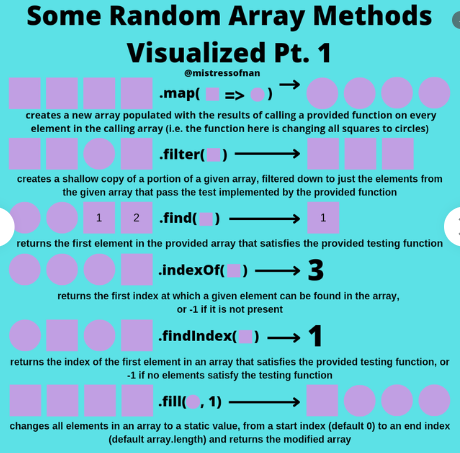 Some Random Array Methods
Visualized Pt. 1
@mistressofnan
.map( => ) →
creates a new array populated with the results of calling a provided function on every
element in the calling array (i.e. the function here is changing all squares to circles)
.filter( ) →
creates a shallow copy of a portion of a given array, filtered down to just the elements from
the given array that pass the test implemented by the provided function
1 2 .find( ) → 1
returns the first element in the provided array that satisfies the provided testing function
.indexOf( ) → 3
returns the first index at which a given element can be found in the array,
or -1 if it is not present
.findIndex( ) → 1
returns the index of the first element in an array that satisfies the provided testing function, or
-1 if no elements satisfy the testing function
.fill( , 1) →
changes all elements in an array to a static value, from a start index (default 0) to an end index
(default array.length) and returns the modified array